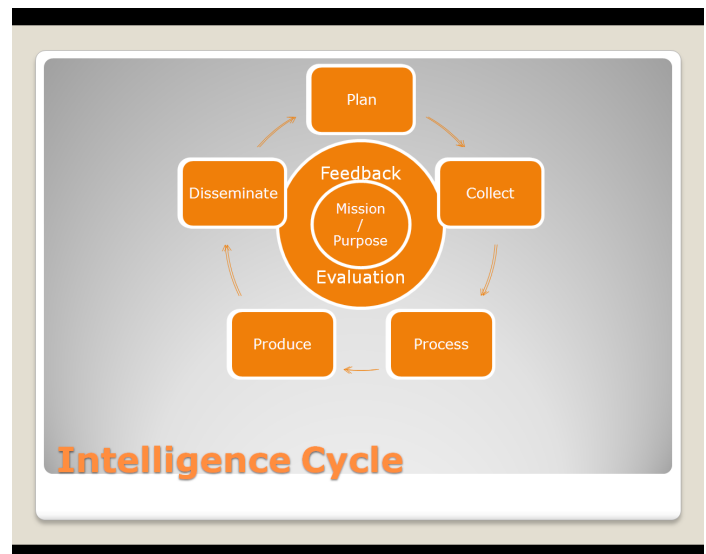 Plan
Feedback
Disseminate
Collect
Mission
/
Purpose
Evaluation
Produce
Process
Intelligence Cycle